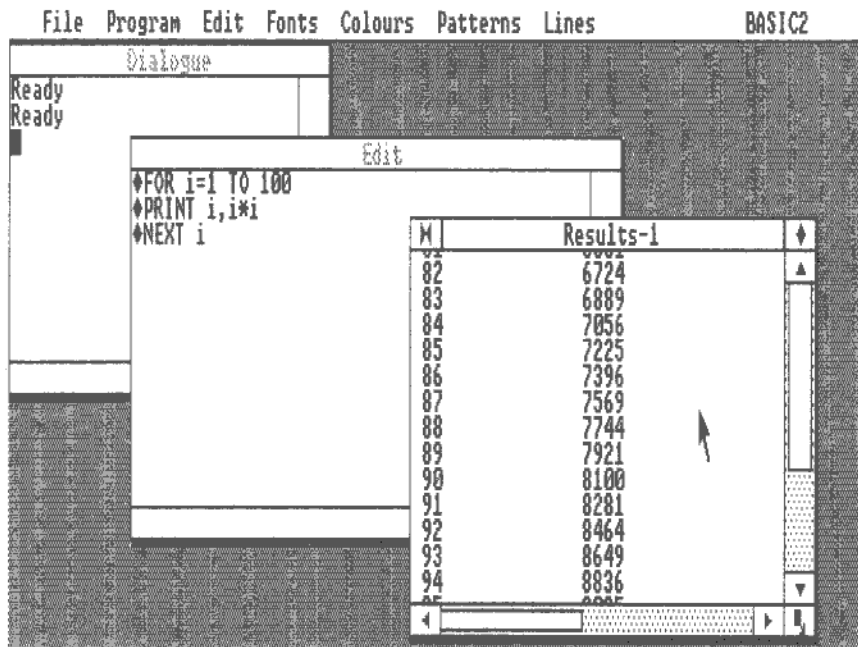 File Program Edit Fonts Colours Patterns Lines BASIC2
Dialogue
Ready
Ready
Edit
♦FOR i=1 TO 100
♦PRINT i,i*i
♦NEXT i
Results-1
82 6724
83 6889
84 7056
85 7225
86 7396
87 7569
88 7744
89 7921
90 8100
91 8281
92 8464
93 8649
94 8836